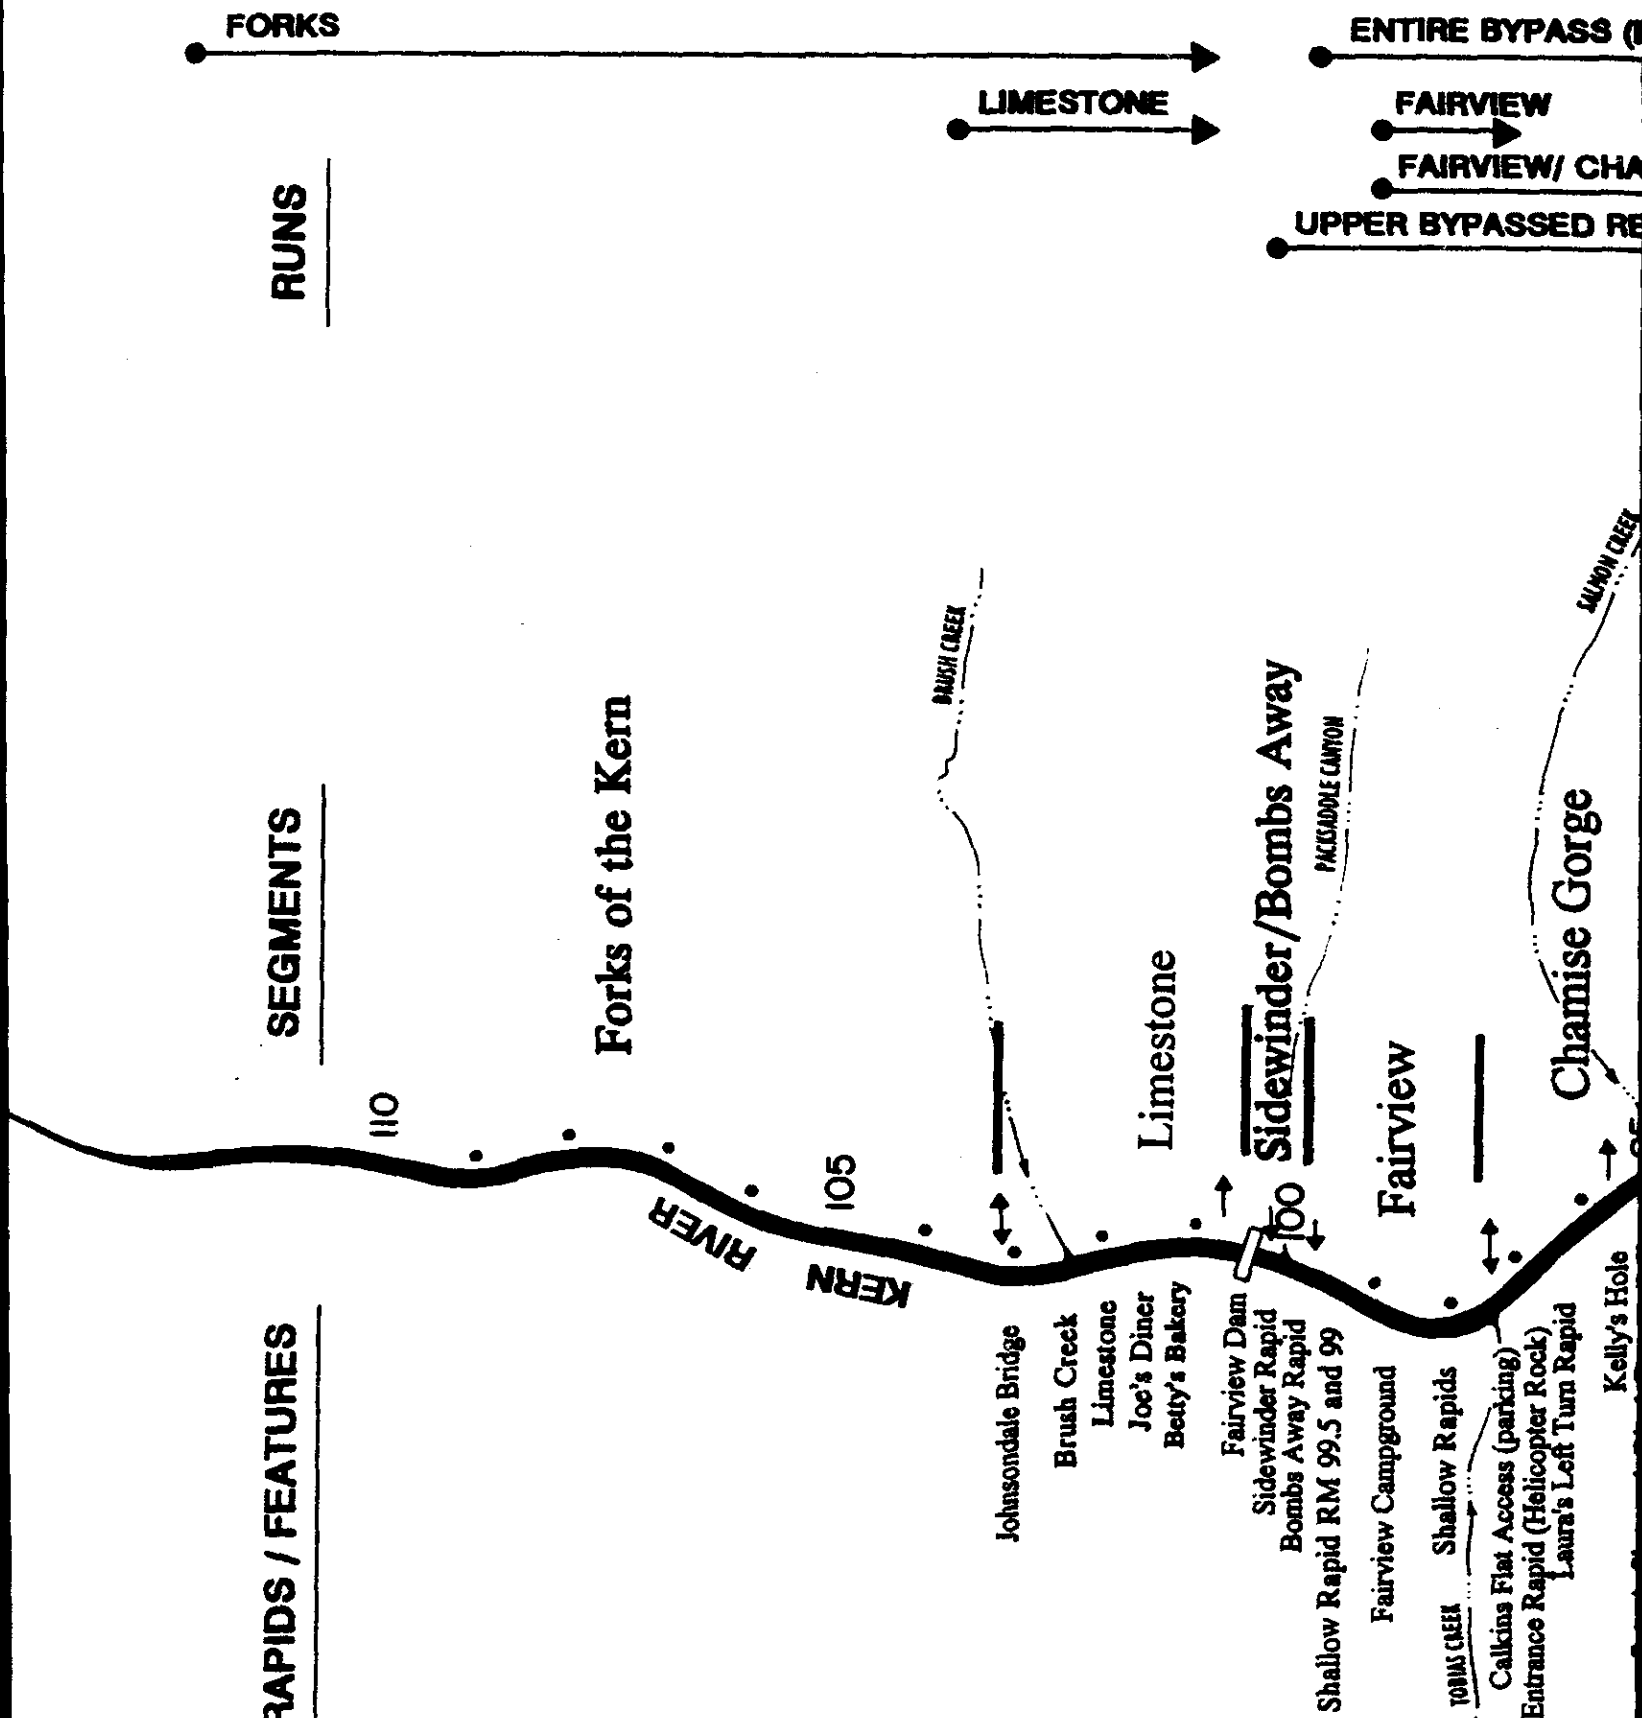 FORKS
ENTIRE BYPASS (
LIMESTONE
FAIRVIEW
FAIRVIEW/ CHA
UPPER BYPASSED RE
RUNS
SEGMENTS
RAPIDS / FEATURES
Forks of the Kern
Limestone
Sidewinder/Bombs Away
Fairview
Chamise Gorge
BRUSH CREEK
PACKSADDLE CANYON
SALMON CREEK
110
105
100
KERN RIVER
Johnsondale Bridge
Brush Creek
Limestone
Joe's Diner
Betty's Bakery
Fairview Dam
Sidewinder Rapid
Bombs Away Rapid
Shallow Rapid RM 99.5 and 99
Fairview Campground
Shallow Rapids
TOBIAS CREEK
Calkins Flat Access (parking)
Entrance Rapid (Helicopter Rock)
Laura's Left Turn Rapid
Kelly's Hole